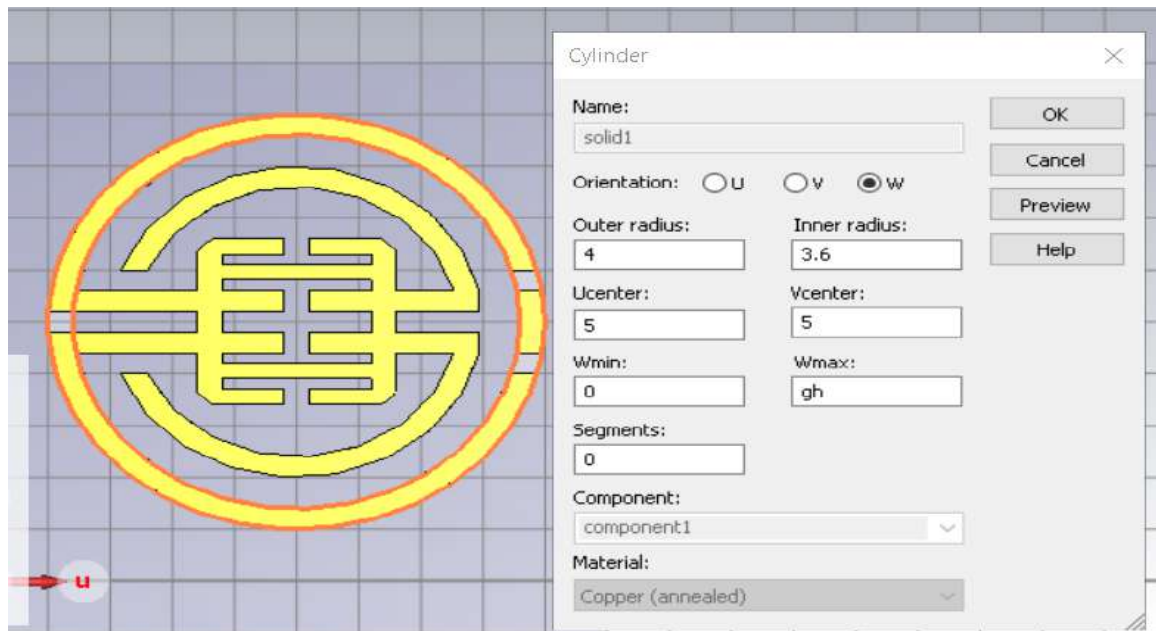 Cylinder
Name:
solid1
OK
Cancel
Orientation: U V W
Preview
Outer radius: Inner radius:
4 3.6
Help
Ucenter: Vcenter:
5 5
Wmin: Wmax:
0 gh
Segments:
0
Component:
component1
Material:
Copper (annealed)
u